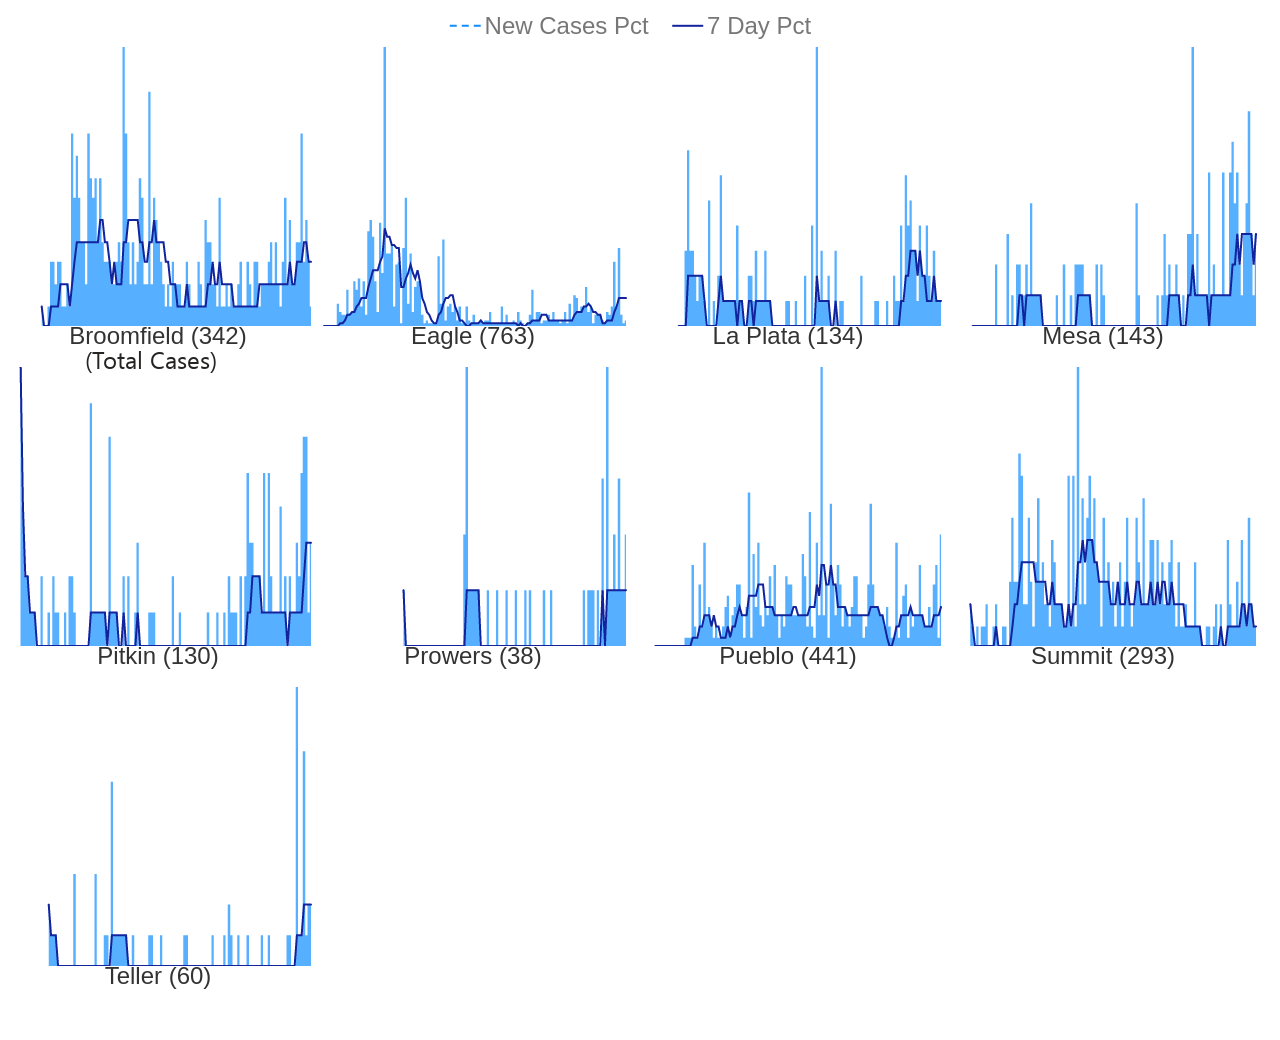 New Cases Pct 7 Day Pct
Broomfield (342) Eagle (763) La Plata (134) Mesa (143)
(Total Cases)
Pitkin (130) Prowers (38) Pueblo (441) Summit (293)
Teller (60)